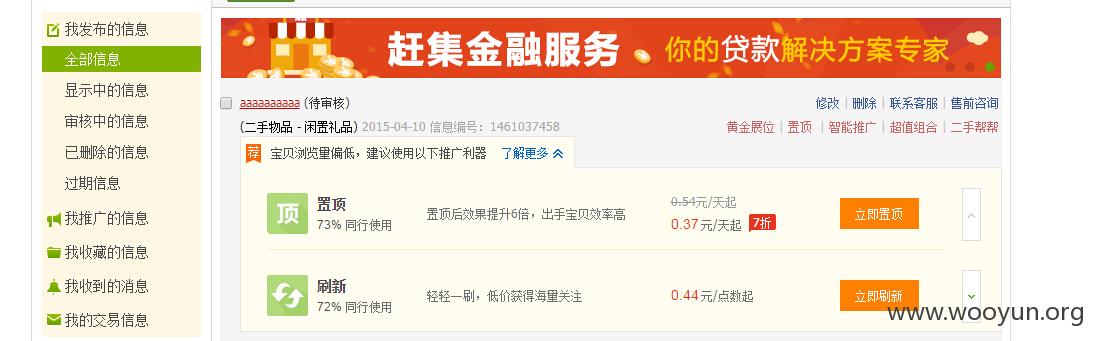 我发布的信息
全部信息
显示中的信息
审核中的信息
已删除的信息
过期信息
我推广的信息
我收藏的信息
我收到的消息
我的交易信息
赶集金融服务 你的贷款解决方案专家
aaaaaaaaaa (待审核) 修改 | 删除 | 联系客服 | 售前咨询
(二手物品 - 闲置礼品) 2015-04-10 信息编号：1461037458 黄金展位 | 置顶 | 智能推广 | 超值组合 | 二手帮帮
荐 宝贝浏览量偏低，建议使用以下推广利器 了解更多
顶 置顶 73% 同行使用 置顶后效果提升6倍，出手宝贝效率高 0.54元/天起 0.37元/天起 7折 立即置顶
刷新 72% 同行使用 轻轻一刷，低价获得海量关注 0.44元/点数起 立即刷新
www.wooyun.org